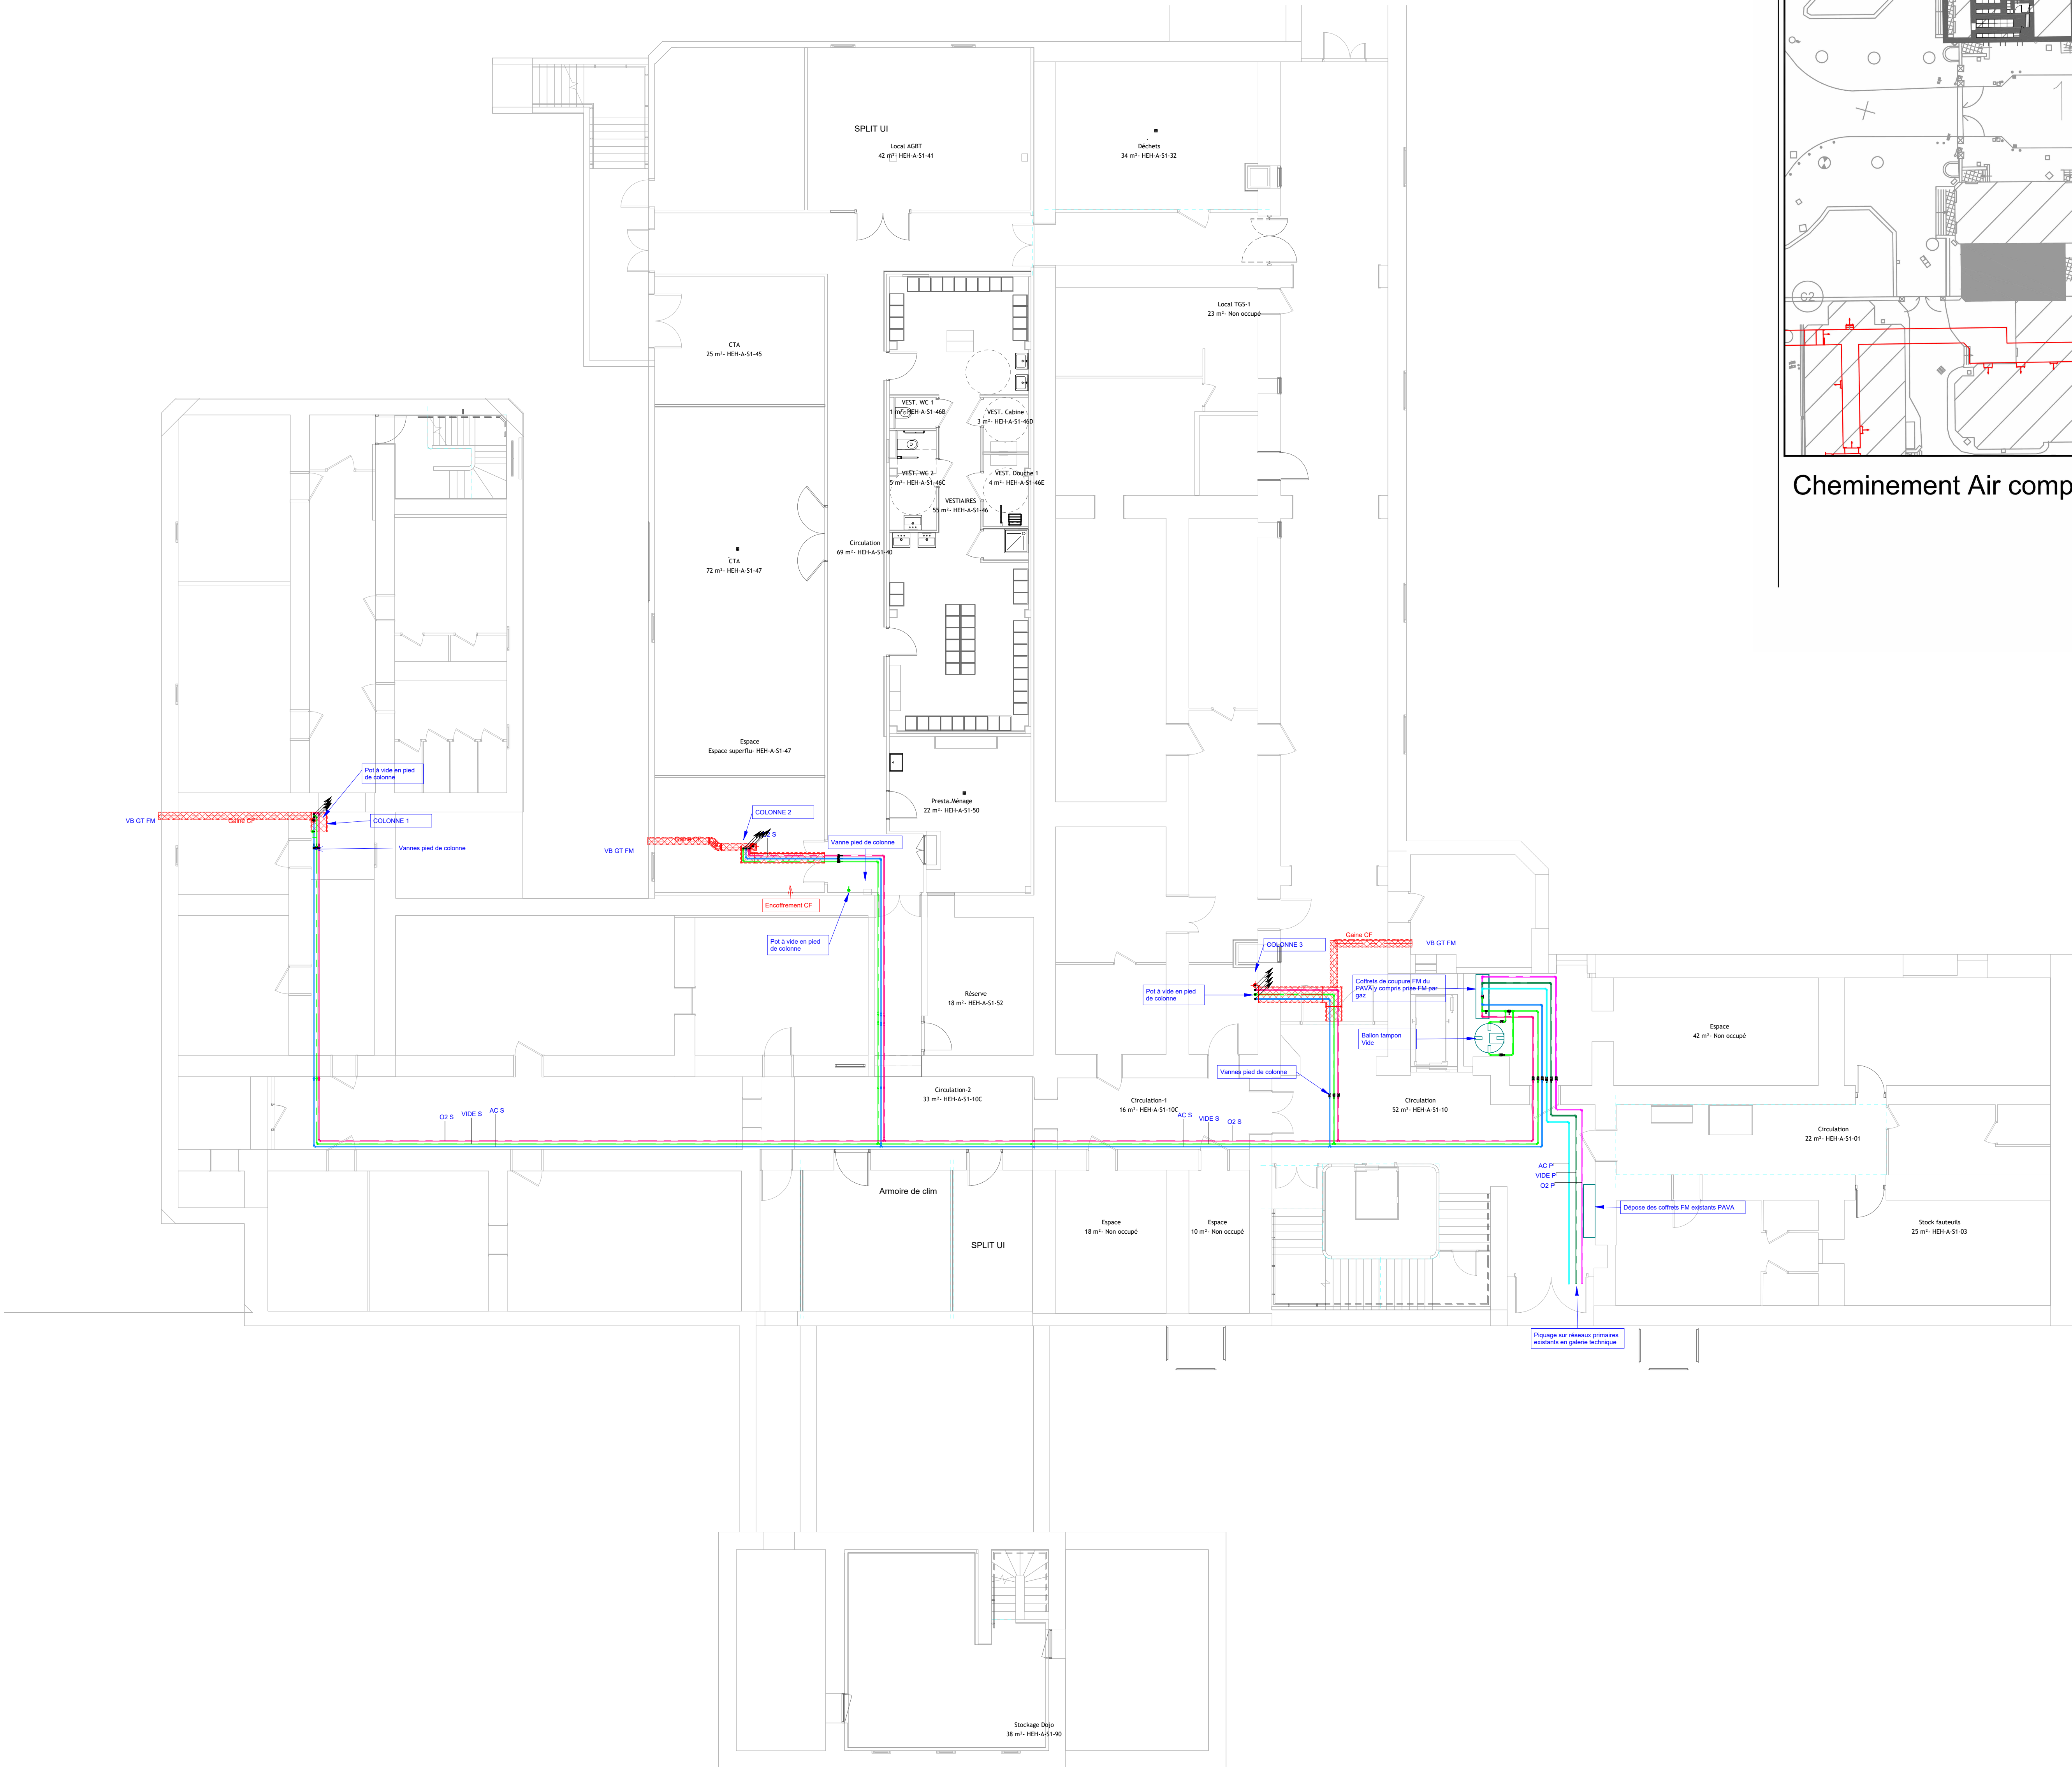 SPLIT UI
Local AGBT
42 m²- HEH-A-S1-41
Déchets
34 m²- HEH-A-S1-32
Local TGS-1
23 m²- Non occupé
C2
CTA
25 m²- HEH-A-S1-45
VEST. WC 1
1 m²- HEH-A-S1-46B
VEST. Cabine
3 m²- HEH-A-S1-46D
VEST. WC 2
5 m²- HEH-A-S1-46C
VEST. Douche 1
4 m²- HEH-A-S1-46E
VESTIAIRES
55 m²- HEH-A-S1-46
Cheminement Air comp
Circulation
69 m²- HEH-A-S1-40
CTA
72 m²- HEH-A-S1-47
Espace
Espace superflu- HEH-A-S1-47
Pot à vide en pied
de colonne
Presta.Ménage
22 m²- HEH-A-S1-50
COLONNE 2
VB GT FM
Gaine CF
COLONNE 1
Vannes pied de colonne
VB GT FM
Gaine CF
Vanne pied de colonne
Encoffrement CF
Pot à vide en pied
de colonne
Gaine CF
COLONNE 3
VB GT FM
Réserve
18 m²- HEH-A-S1-52
Pot à vide en pied
de colonne
Coffrets de coupure FM du
PAVA y compris prise FM par
gaz
Ballon tampon
Vide
Espace
42 m²- Non occupé
Vannes pied de colonne
Circulation-2
33 m²- HEH-A-S1-10C
Circulation-1
16 m²- HEH-A-S1-10C
Circulation
52 m²- HEH-A-S1-10
O2 S
VIDE S
AC S
AC S
VIDE S
O2 S
Circulation
22 m²- HEH-A-S1-01
AC P
VIDE P
O2 P
Armoire de clim
Dépose des coffrets FM existants PAVA
Espace
18 m²- Non occupé
Espace
10 m²- Non occupé
Stock fauteuils
25 m²- HEH-A-S1-03
SPLIT UI
Piquage sur réseaux primaires
existants en galerie technique
Stockage Dojo
38 m²- HEH-A-S1-90